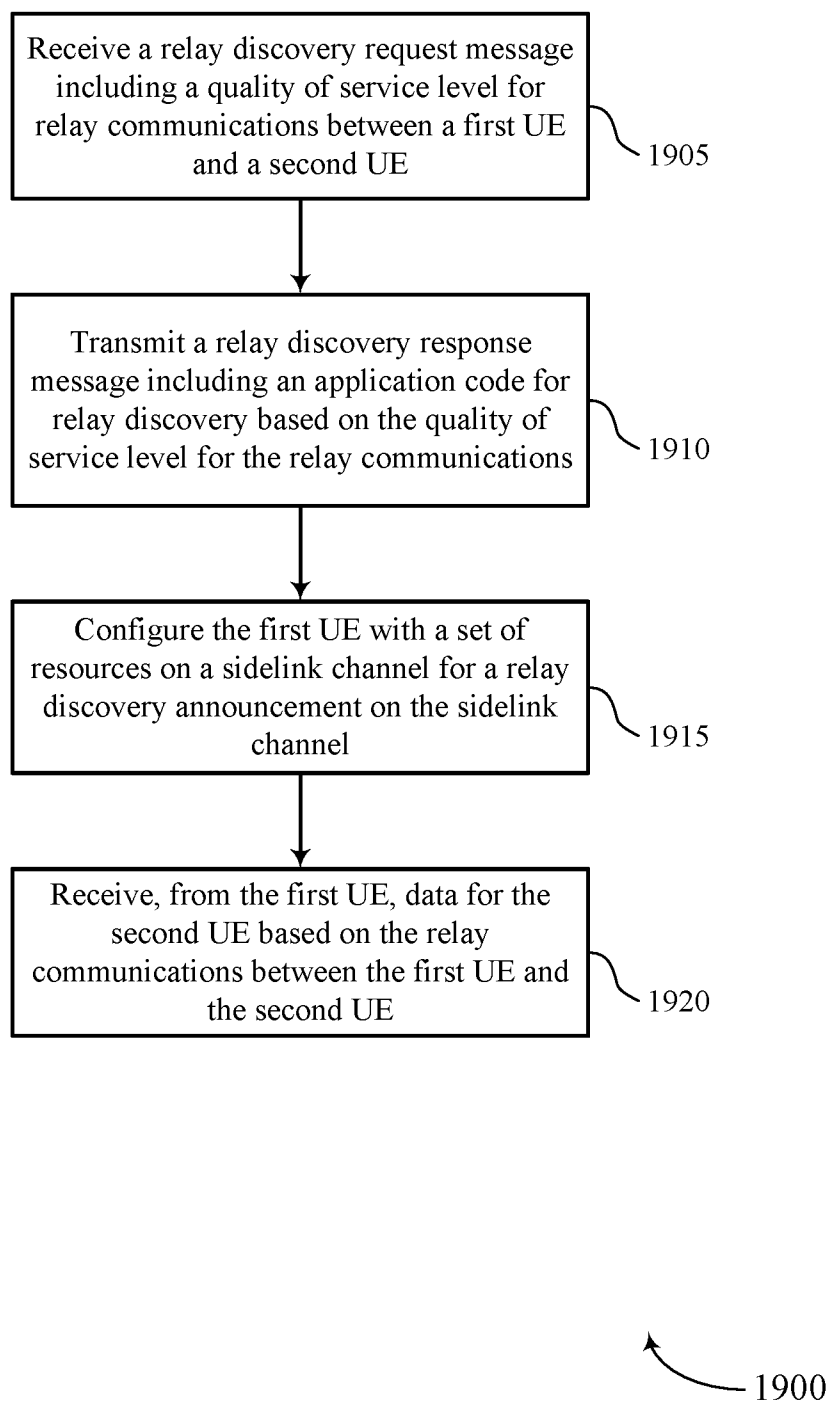 Receive a relay discovery request message
including a quality of service level for
relay communications between a first UE
and a second UE
1905
Transmit a relay discovery response
message including an application code for
relay discovery based on the quality of
service level for the relay communications
1910
Configure the first UE with a set of
resources on a sidelink channel for a relay
discovery announcement on the sidelink
channel
1915
Receive, from the first UE, data for the
second UE based on the relay
communications between the first UE and
the second UE
1920
1900